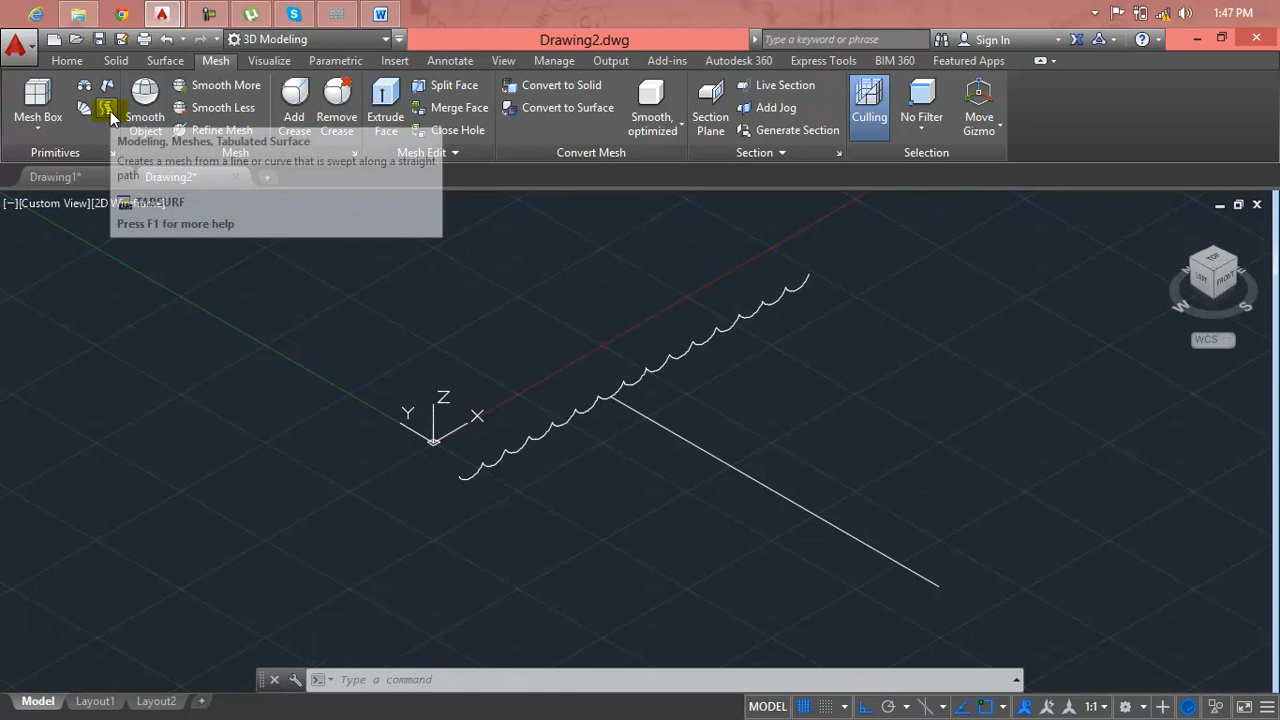 1:47 PM
3D Modeling
Drawing2.dwg
Type a keyword or phrase
Sign In
Home Solid Surface Mesh Visualize Parametric Insert Annotate View Manage Output Add-ins Autodesk 360 Express Tools BIM 360 Featured Apps
Mesh Box
Smooth Object
Smooth More
Smooth Less
Refine Mesh
Add Crease
Remove Crease
Extrude Face
Split Face
Merge Face
Close Hole
Convert to Solid
Convert to Surface
Smooth, optimized
Section Plane
Live Section
Add Jog
Generate Section
Culling
No Filter
Move Gizmo
Primitives Mesh Mesh Edit Convert Mesh Section Selection
Modeling, Meshes, Tabulated Surface
Creates a mesh from a line or curve that is swept along a straight
path
TABSURF
Press F1 for more help
Drawing1* Drawing2*
[−][Custom View][2D Wireframe]
TOP
LEFT FRONT
W S
WCS
Z
Y X
Type a command
Model Layout1 Layout2
MODEL 1:1